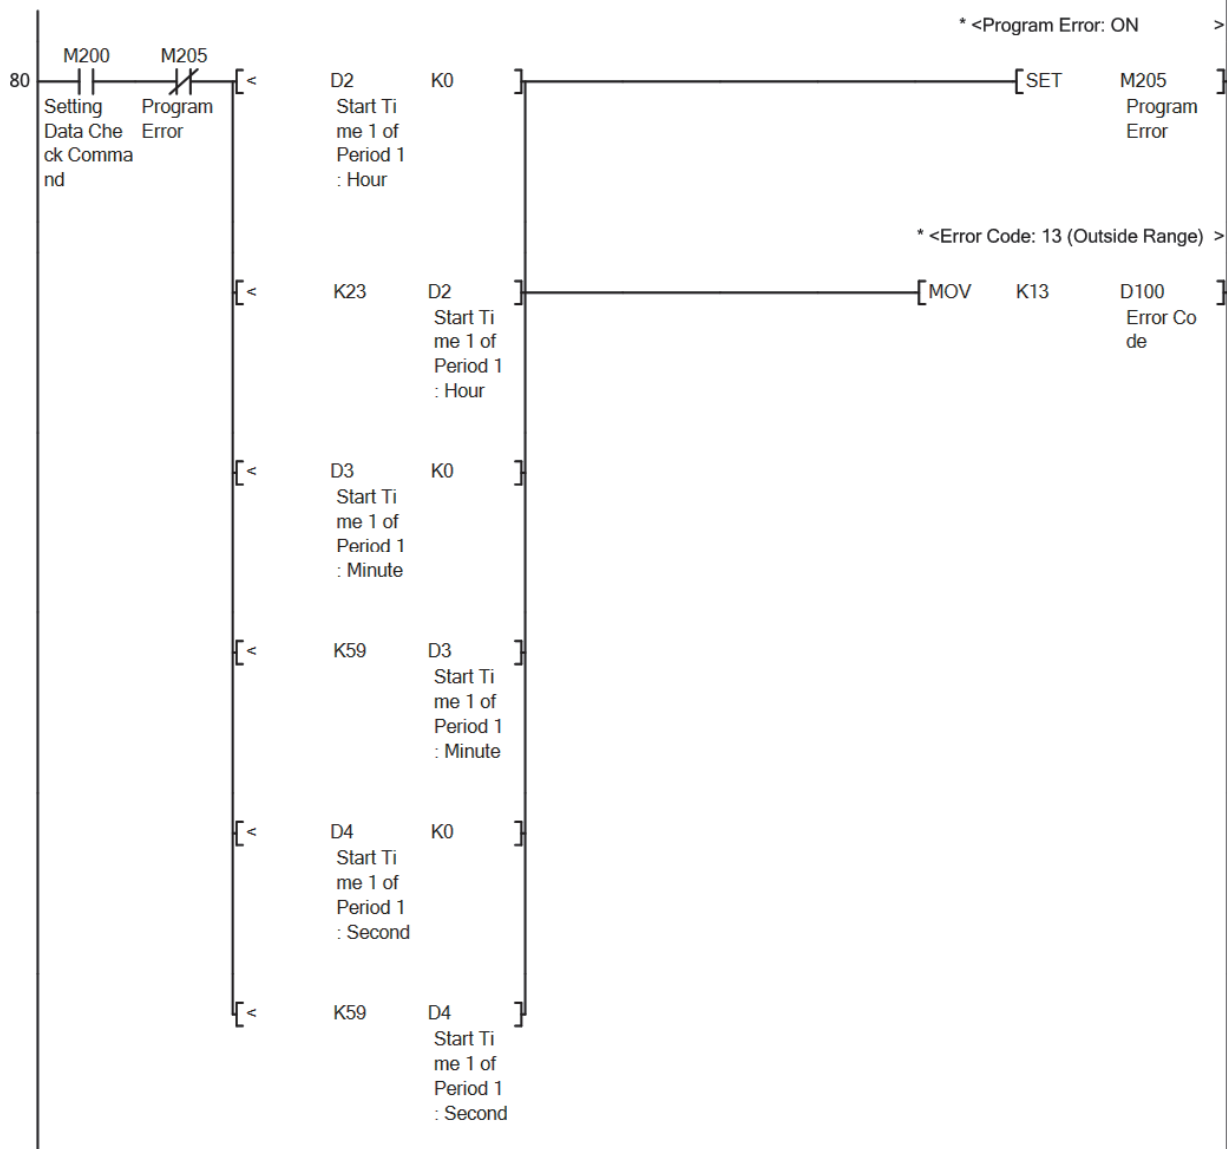 * <Program Error: ON >
M200 M205
80 [< D2 K0 ] [SET M205 ]
Setting Program Start Ti Program
Data Che Error me 1 of Error
ck Comma Period 1
nd : Hour
* <Error Code: 13 (Outside Range) >
[< K23 D2 ] [MOV K13 D100 ]
Start Ti Error Co
me 1 of de
Period 1
: Hour
[< D3 K0 ]
Start Ti
me 1 of
Period 1
: Minute
[< K59 D3 ]
Start Ti
me 1 of
Period 1
: Minute
[< D4 K0 ]
Start Ti
me 1 of
Period 1
: Second
[< K59 D4 ]
Start Ti
me 1 of
Period 1
: Second